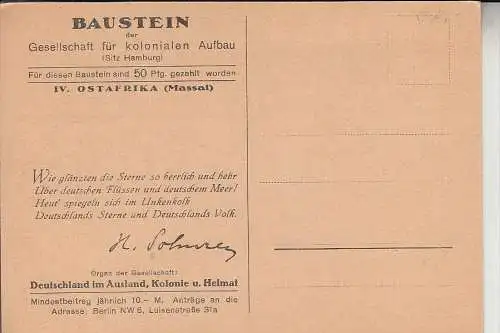 BAUSTEIN
der
Gesellschaft für kolonialen Aufbau
(Sitz Hamburg)
Für diesen Baustein sind 50 Pfg. gezahlt worden
IV. OSTAFRIKA (Massai)
Wie glänzten die Sterne so herrlich und hehr
Über deutschen Flüssen und deutschem Meer!
Heut' spiegeln sich im Unkenkolk
Deutschlands Sterne und Deutschlands Volk.
Organ der Gesellschaft:
Deutschland im Ausland, Kolonie u. Heimat
Mindestbeitrag jährlich 10.- M. Anträge an die
Adresse: Berlin NW 6, Luisenstraße 31a